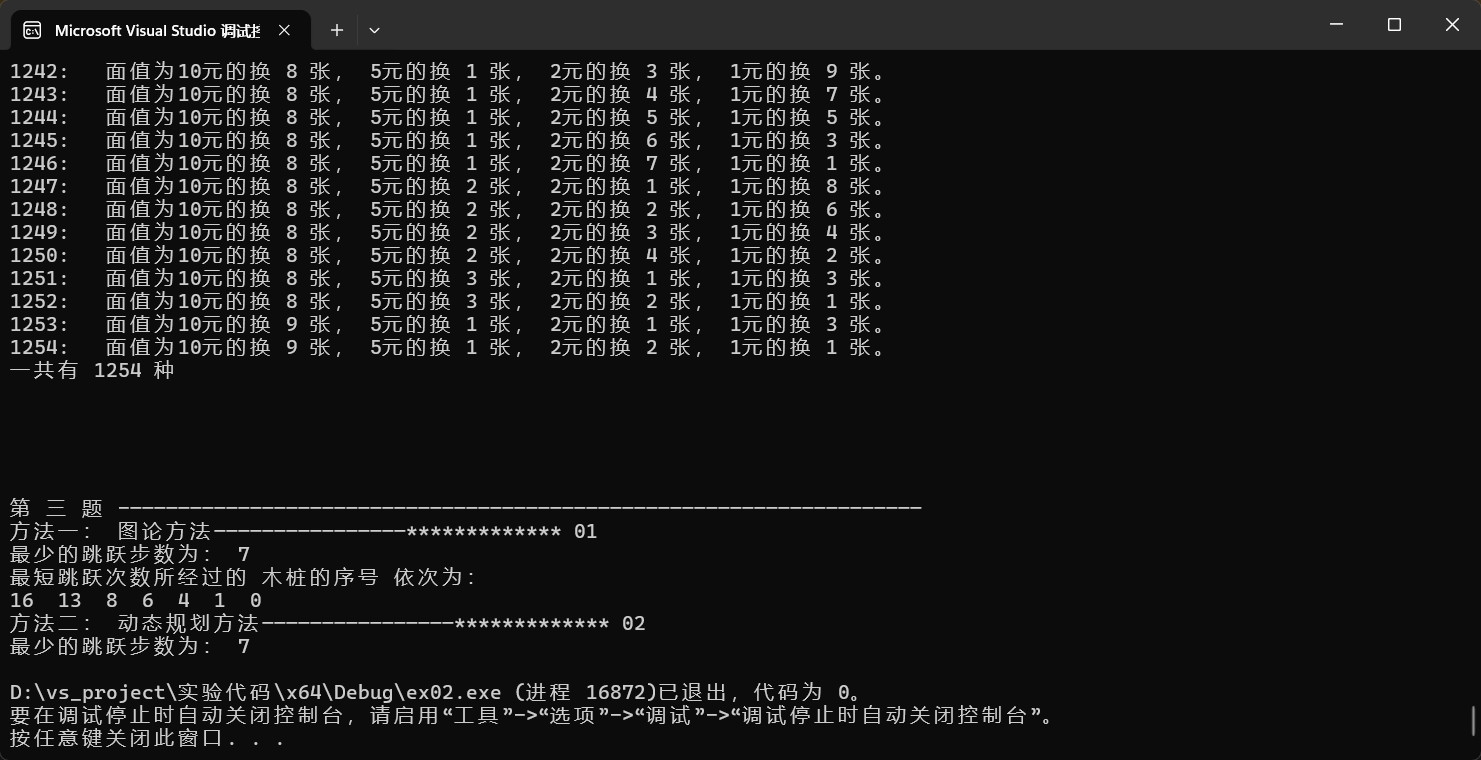 Microsoft Visual Studio 调试控
1242:   面值为10元的换 8 张， 5元的换 1 张， 2元的换 3 张， 1元的换 9 张。
1243:   面值为10元的换 8 张， 5元的换 1 张， 2元的换 4 张， 1元的换 7 张。
1244:   面值为10元的换 8 张， 5元的换 1 张， 2元的换 5 张， 1元的换 5 张。
1245:   面值为10元的换 8 张， 5元的换 1 张， 2元的换 6 张， 1元的换 3 张。
1246:   面值为10元的换 8 张， 5元的换 1 张， 2元的换 7 张， 1元的换 1 张。
1247:   面值为10元的换 8 张， 5元的换 2 张， 2元的换 1 张， 1元的换 8 张。
1248:   面值为10元的换 8 张， 5元的换 2 张， 2元的换 2 张， 1元的换 6 张。
1249:   面值为10元的换 8 张， 5元的换 2 张， 2元的换 3 张， 1元的换 4 张。
1250:   面值为10元的换 8 张， 5元的换 2 张， 2元的换 4 张， 1元的换 2 张。
1251:   面值为10元的换 8 张， 5元的换 3 张， 2元的换 1 张， 1元的换 3 张。
1252:   面值为10元的换 8 张， 5元的换 3 张， 2元的换 2 张， 1元的换 1 张。
1253:   面值为10元的换 9 张， 5元的换 1 张， 2元的换 1 张， 1元的换 3 张。
1254:   面值为10元的换 9 张， 5元的换 1 张， 2元的换 2 张， 1元的换 1 张。
一共有 1254 种
第 三 题 -------------------------------------------------------------------
方法一： 图论方法----------------************* 01
最少的跳跃步数为： 7
最短跳跃次数所经过的 木桩的序号 依次为：
16  13  8  6  4  1  0
方法二： 动态规划方法----------------************* 02
最少的跳跃步数为： 7
D:\vs_project\实验代码\x64\Debug\ex02.exe (进程 16872)已退出，代码为 0。
要在调试停止时自动关闭控制台，请启用“工具”->“选项”->“调试”->“调试停止时自动关闭控制台”。
按任意键关闭此窗口. . .